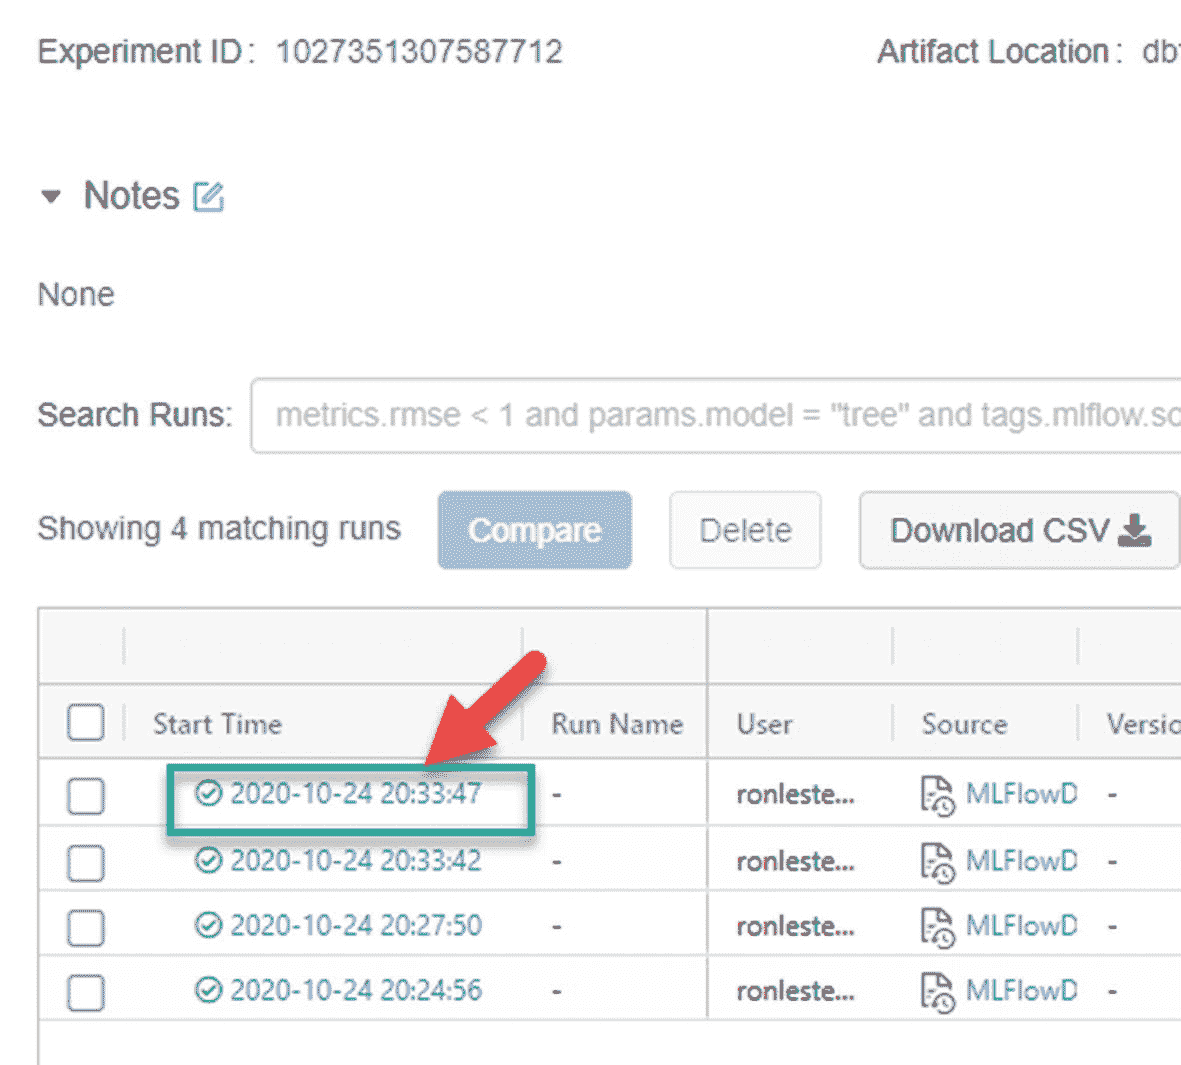 Experiment ID: 1027351307587712 Artifact Location: dbf
Notes
None
Search Runs: metrics.rmse < 1 and params.model = "tree" and tags.mlflow.sc
Showing 4 matching runs Compare Delete Download CSV
Start Time Run Name User Source Versio
2020-10-24 20:33:47 - ronleste... MLFlowD -
2020-10-24 20:33:42 - ronleste... MLFlowD -
2020-10-24 20:27:50 - ronleste... MLFlowD -
2020-10-24 20:24:56 - ronleste... MLFlowD -